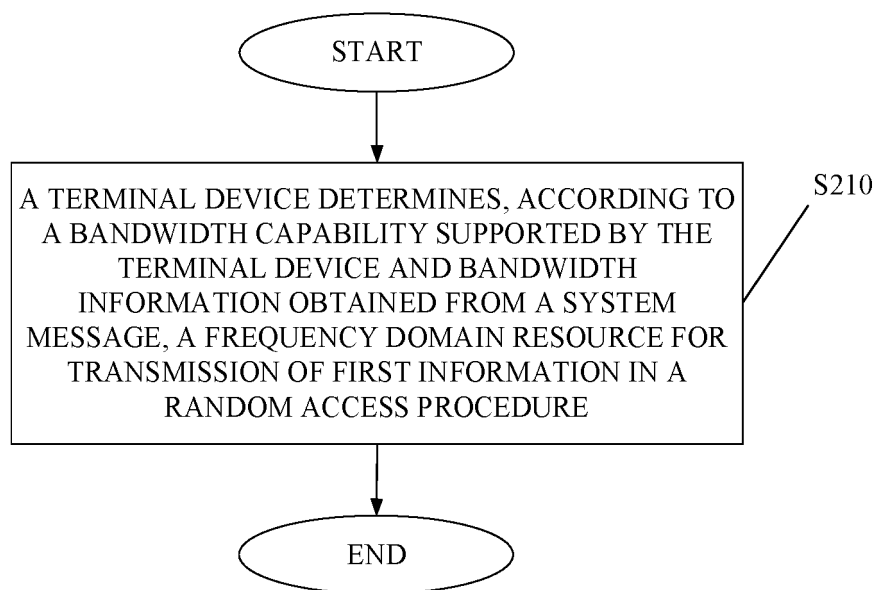 START
A TERMINAL DEVICE DETERMINES, ACCORDING TO
A BANDWIDTH CAPABILITY SUPPORTED BY THE
TERMINAL DEVICE AND BANDWIDTH
INFORMATION OBTAINED FROM A SYSTEM
MESSAGE, A FREQUENCY DOMAIN RESOURCE FOR
TRANSMISSION OF FIRST INFORMATION IN A
RANDOM ACCESS PROCEDURE
S210
END